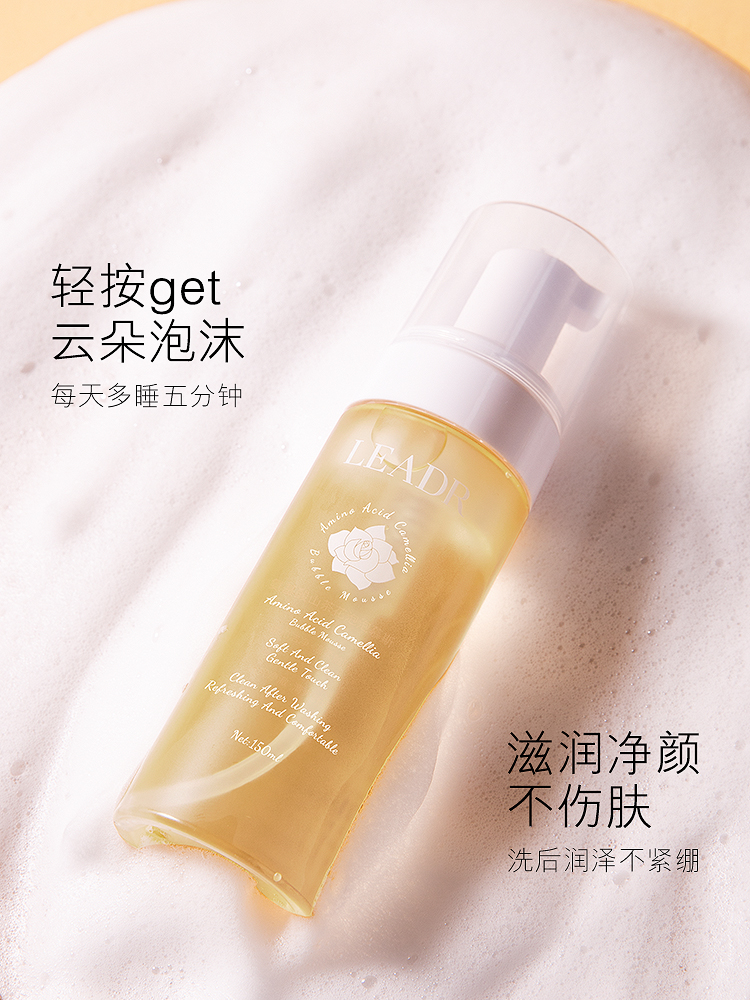 轻按get
云朵泡沫
每天多睡五分钟
LEADR
Amino Acid Camellia
Bubble Mousse
Amino Acid Camellia
Bubble Mousse
Soft And Clean
Gentle Touch
Clean After Washing
Refreshing And Comfortable
Net:150ml
滋润净颜
不伤肤
洗后润泽不紧绷